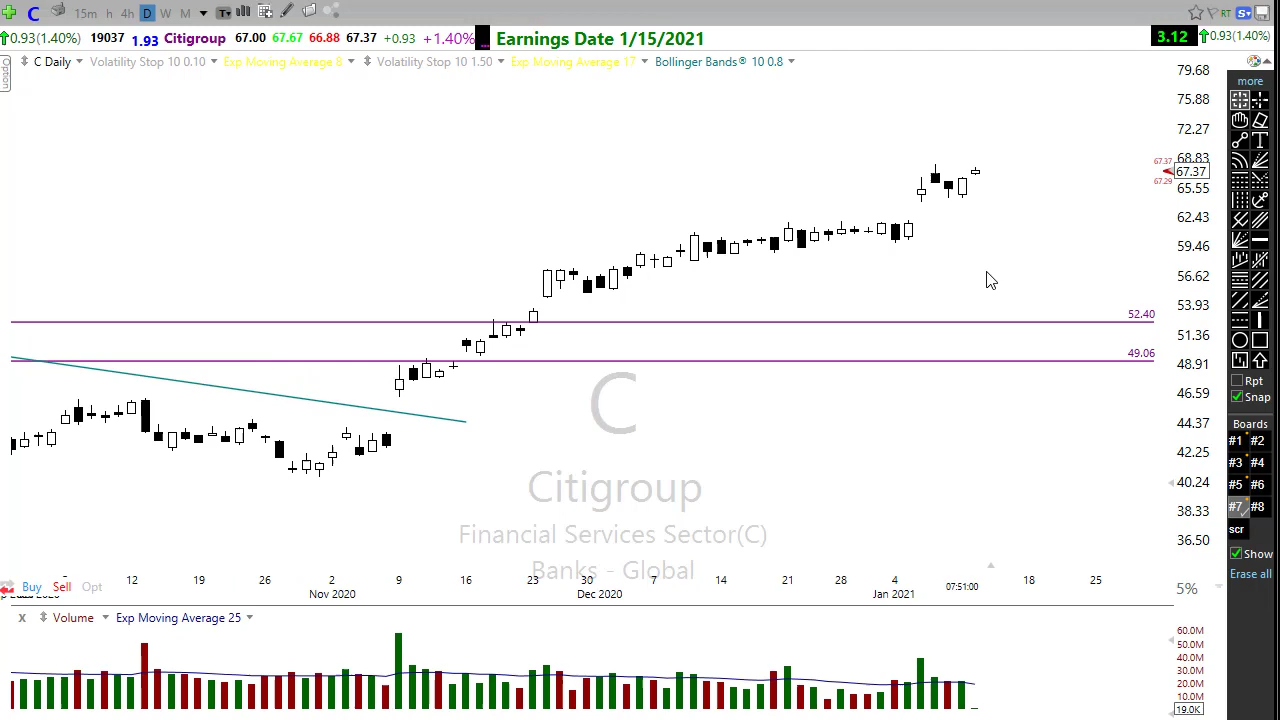 C 15m h 4h D W M T RT S
0.93(1.40%) 19037 1.93 Citigroup 67.00 67.67 66.88 67.37 +0.93 +1.40% ... Earnings Date 1/15/2021 3.12 0.93(1.40%)
Option
C Daily Volatility Stop 10 0.10 Exp Moving Average 8 Volatility Stop 10 1.50 Exp Moving Average 17 Bollinger Bands® 10 0.8
79.68
more
75.88
72.27
68.83
67.37
67.37
67.29
65.55
62.43
59.46
56.62
53.93
52.40
51.36
49.06
48.91
46.59
44.37
42.25
40.24
38.33
36.50
Rpt
Snap
Boards
#1 #2
#3 #4
#5 #6
#7 #8
scr
Show
Erase all
C
Citigroup
Financial Services Sector(C)
Banks - Global
12 19 26 2 9 16 23 30 7 14 21 28 4 07:51:00 18 25
Buy Sell Opt
Nov 2020 Dec 2020 Jan 2021
5%
X Volume Exp Moving Average 25
60.0M
50.0M
40.0M
30.0M
20.0M
10.0M
19.0K